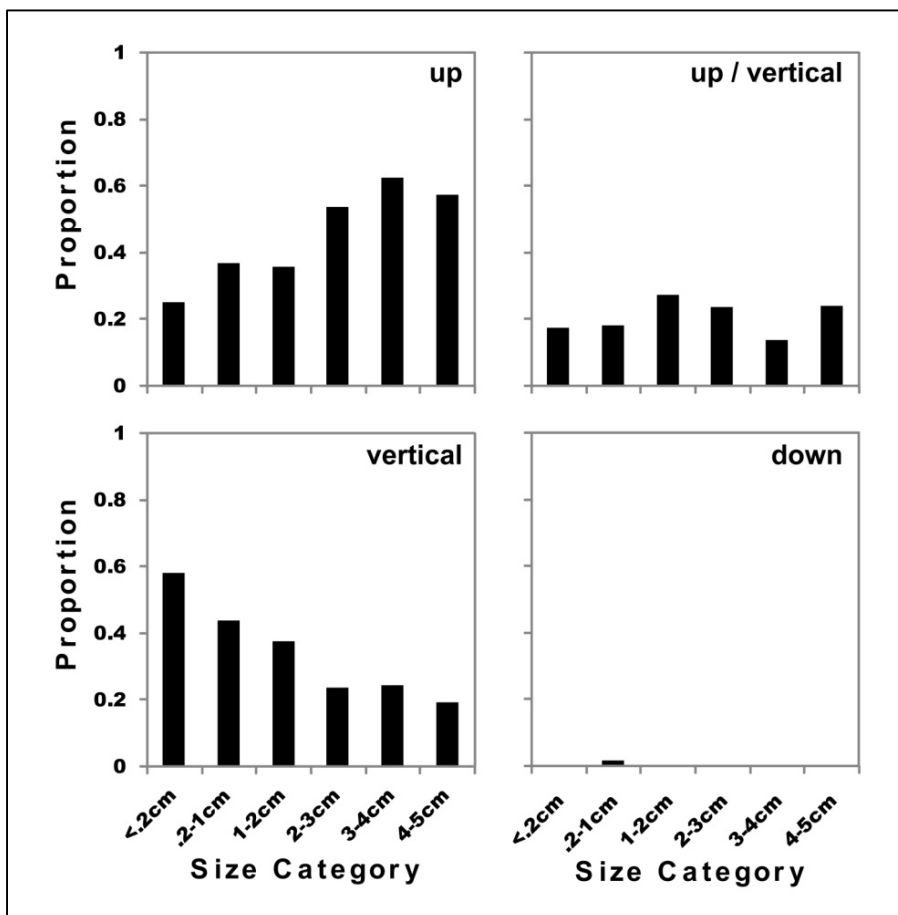 up
up / vertical
1
0.8
0.6
0.4
0.2
0
Proportion
vertical
down
1
0.8
0.6
0.4
0.2
0
Proportion
<.2cm
.2-1cm
1-2cm
2-3cm
3-4cm
4-5cm
<.2cm
.2-1cm
1-2cm
2-3cm
3-4cm
4-5cm
Size Category
Size Category